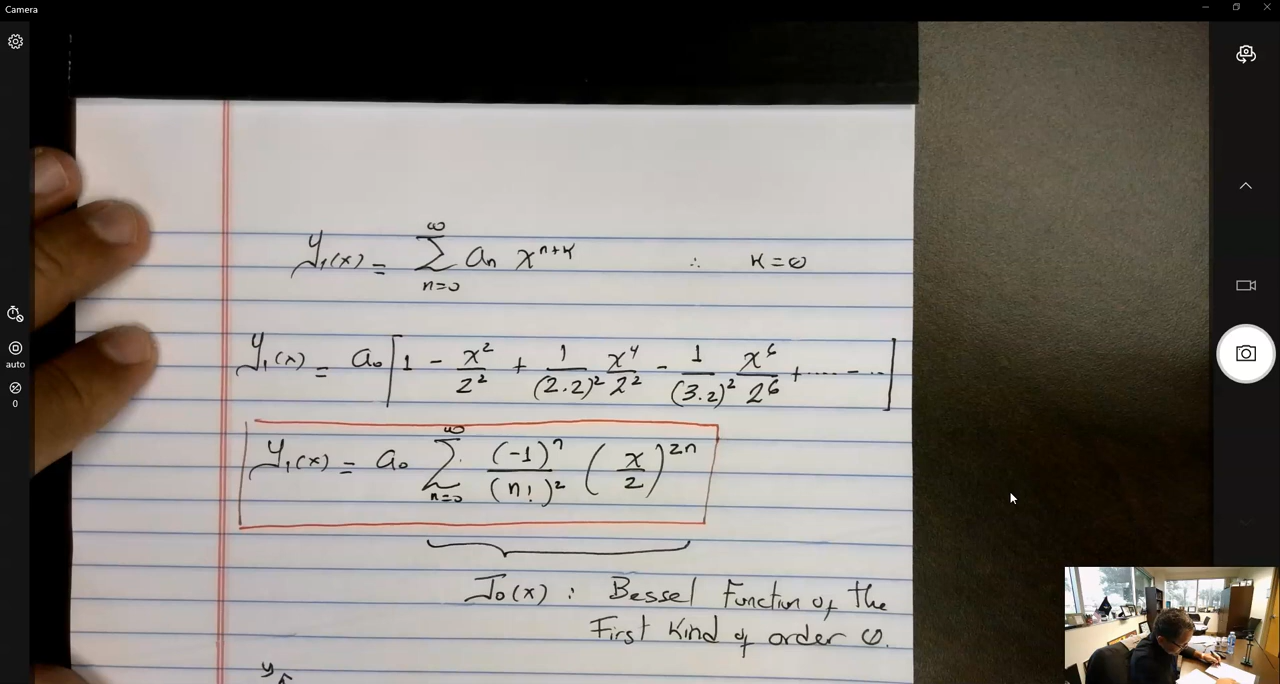 Camera
y₁(x) = ∑_{n=0}^{∞} aₙ x^{n+r} ∴ r = 0
y₁(x) = a₀ [1 - x²/2² + 1/(2.2)² x⁴/2² - 1/(3.2)² x⁶/2⁶ + ..... - ..]
y₁(x) = a₀ ∑_{n=0}^{∞} (-1)ⁿ/(n!)² (x/2)^{2n}
auto
J₀(x) : Bessel Function of the
0
First Kind of order 0.
y